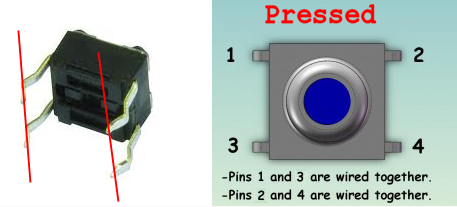 Pressed
1 2
3 4
-Pins 1 and 3 are wired together.
-Pins 2 and 4 are wired together.